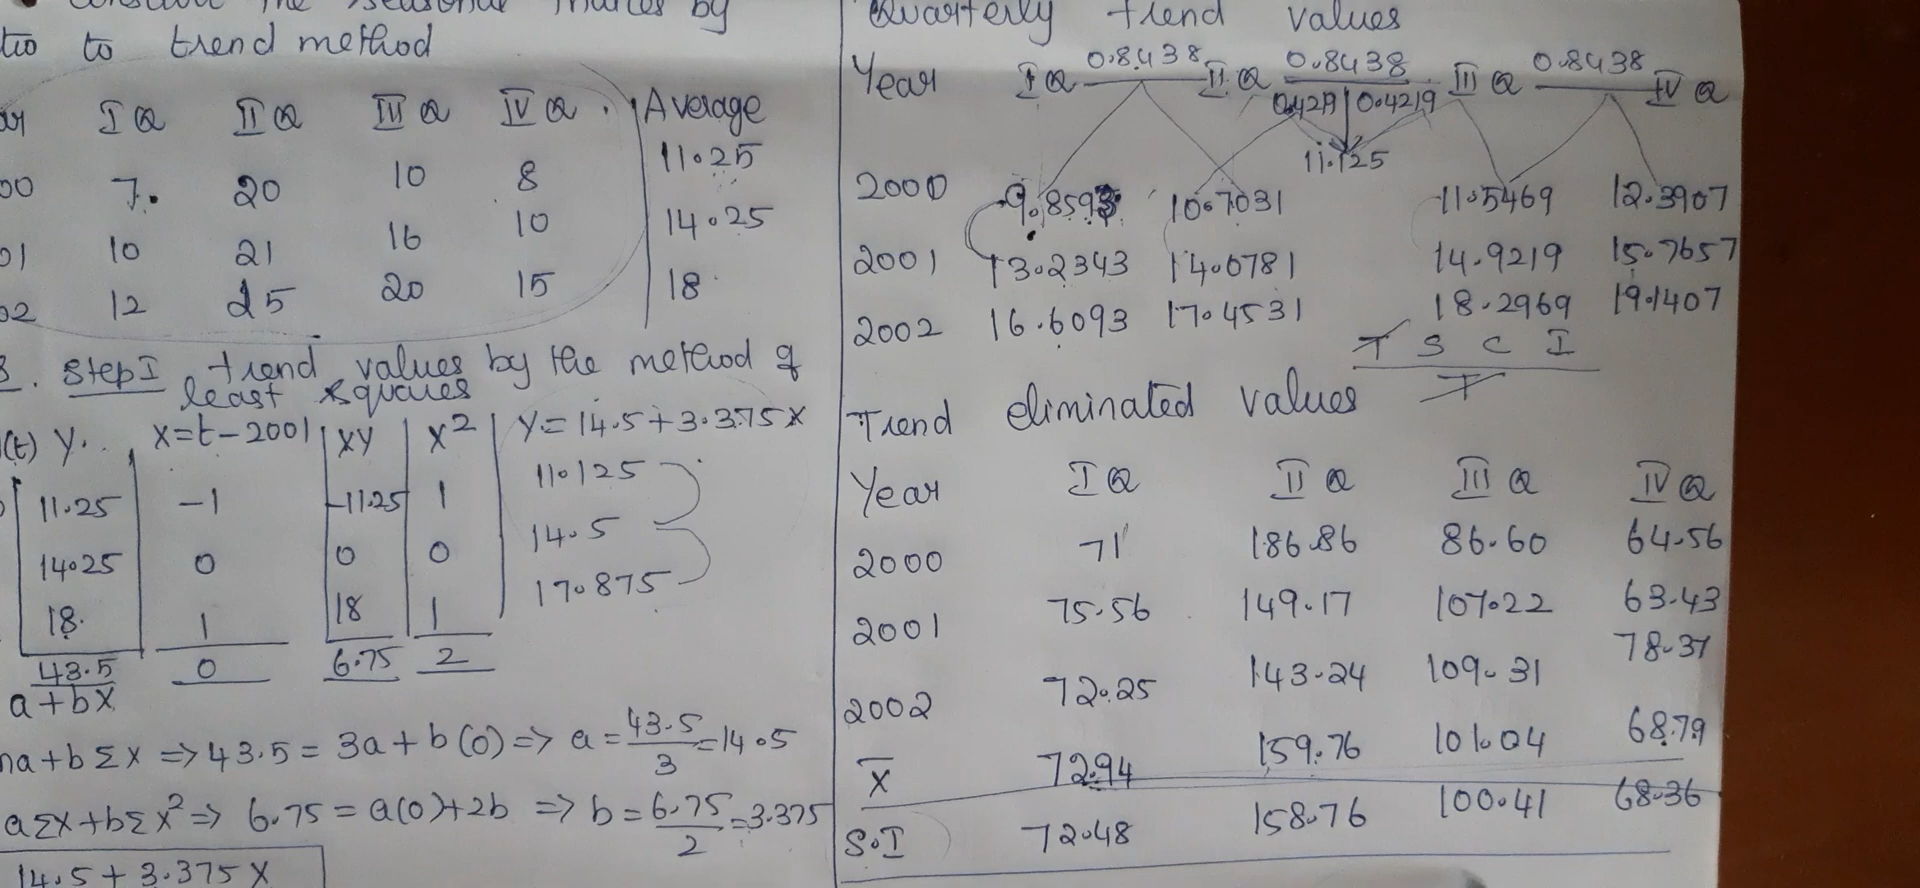 the seasonal indices by
to trend method
I Q II Q III Q IV Q Average
00 7. 20 10 8 11.25
01 10 21 16 10 14.25
02 12 25 20 15 18
3. Step I trend values by the method of
least squares
(t) Y. X=t-2001 XY X² Y=14.5+3.375X
11.25 -1 -11.25 1 11.125
14.25 0 0 0 14.5
18. 1 18 1 17.875
43.5 0 6.75 2
a+bX
na+bΣX => 43.5 = 3a+b(0) => a = 43.5/3 = 14.5
aΣX+bΣX² => 6.75 = a(0)+2b => b = 6.75/2 = 3.375
14.5+3.375X
Quarterly trend values
Year I Q 0.8438 II Q 0.8438 III Q 0.8438 IV Q
0.4219 | 0.4219
11.125
2000 9.8593 10.7031 11.5469 12.3907
2001 13.2343 14.0781 14.9219 15.7657
2002 16.6093 17.4531 18.2969 19.1407
T S C I
T
Trend eliminated values
Year I Q II Q III Q IV Q
2000 71 186.86 86.60 64.56
2001 75.56 149.17 107.22 63.43
2002 72.25 143.24 109.31 78.37
X̄ 72.94 159.76 101.04 68.79
S.I 72.48 158.76 100.41 68.36